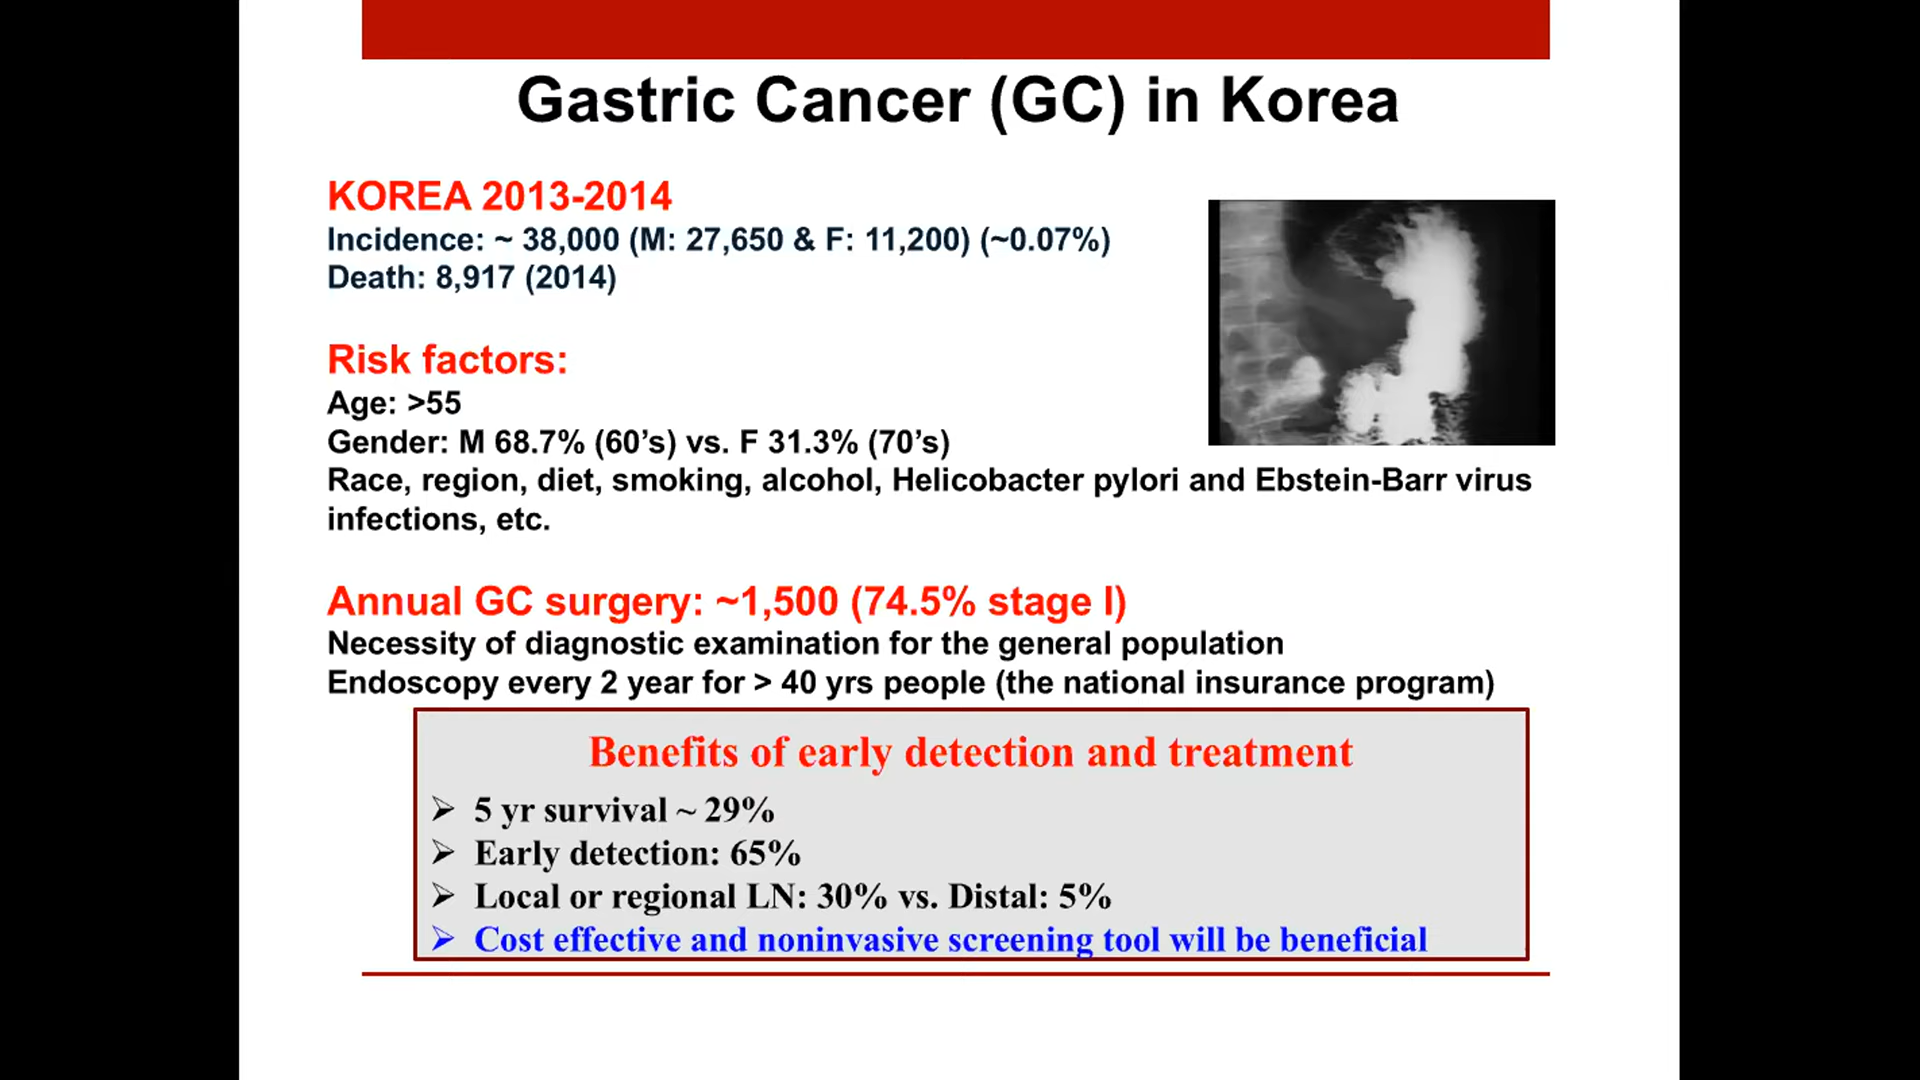 Gastric Cancer (GC) in Korea
KOREA 2013-2014
Incidence: ~ 38,000 (M: 27,650 & F: 11,200) (~0.07%)
Death: 8,917 (2014)
Risk factors:
Age: >55
Gender: M 68.7% (60’s) vs. F 31.3% (70’s)
Race, region, diet, smoking, alcohol, Helicobacter pylori and Ebstein-Barr virus
infections, etc.
Annual GC surgery: ~1,500 (74.5% stage I)
Necessity of diagnostic examination for the general population
Endoscopy every 2 year for > 40 yrs people (the national insurance program)
Benefits of early detection and treatment
➢ 5 yr survival ~ 29%
➢ Early detection: 65%
➢ Local or regional LN: 30% vs. Distal: 5%
➢ Cost effective and noninvasive screening tool will be beneficial